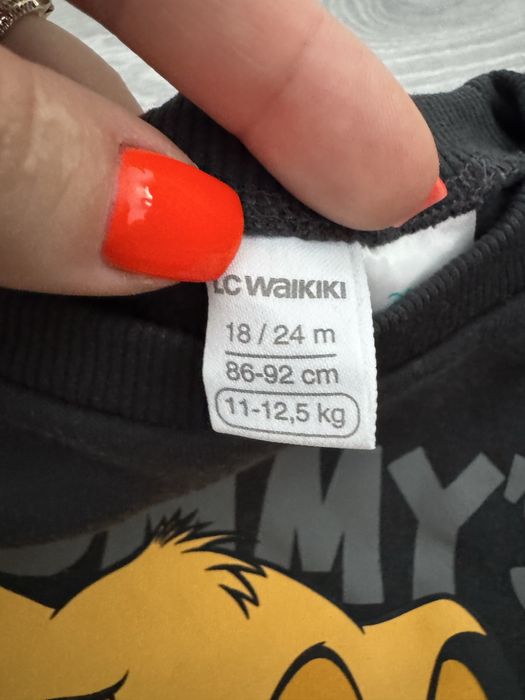 LC WAIKIKI
18 / 24 m
86-92 cm
11-12,5 kg